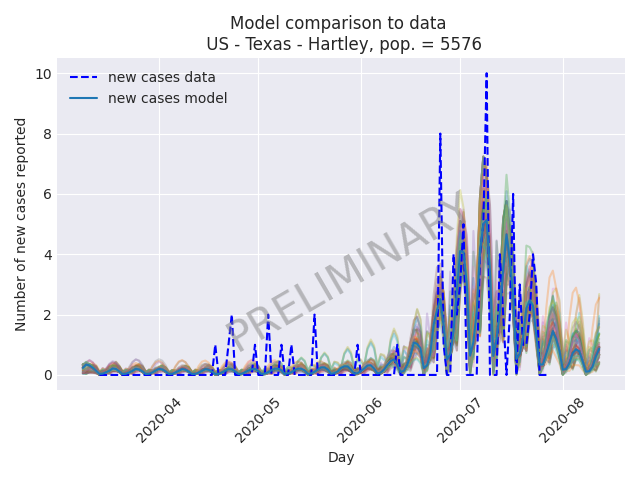 Model comparison to data
US - Texas - Hartley, pop. = 5576
new cases data
new cases model
PRELIMINARY
Number of new cases reported
10
8
6
4
2
0
2020-04
2020-05
2020-06
2020-07
2020-08
Day